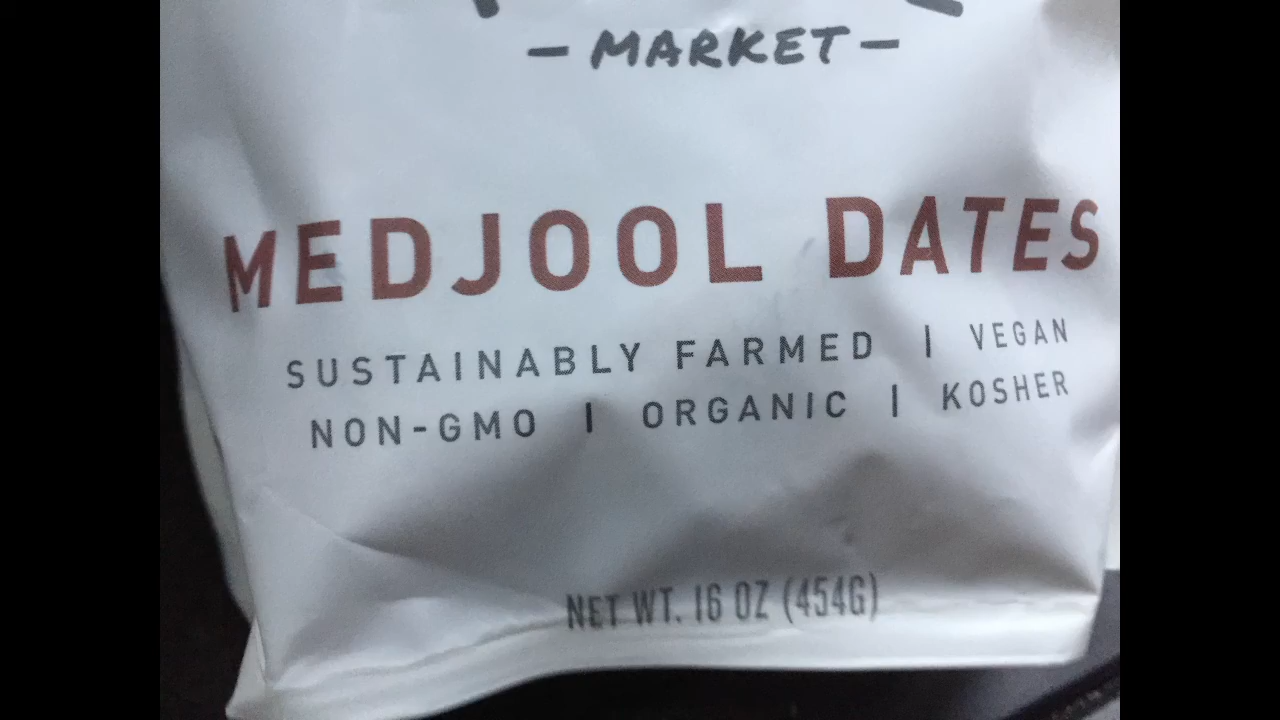 — MARKET —
MEDJOOL DATES
SUSTAINABLY FARMED | VEGAN
NON-GMO | ORGANIC | KOSHER
NET WT. 16 OZ (454G)